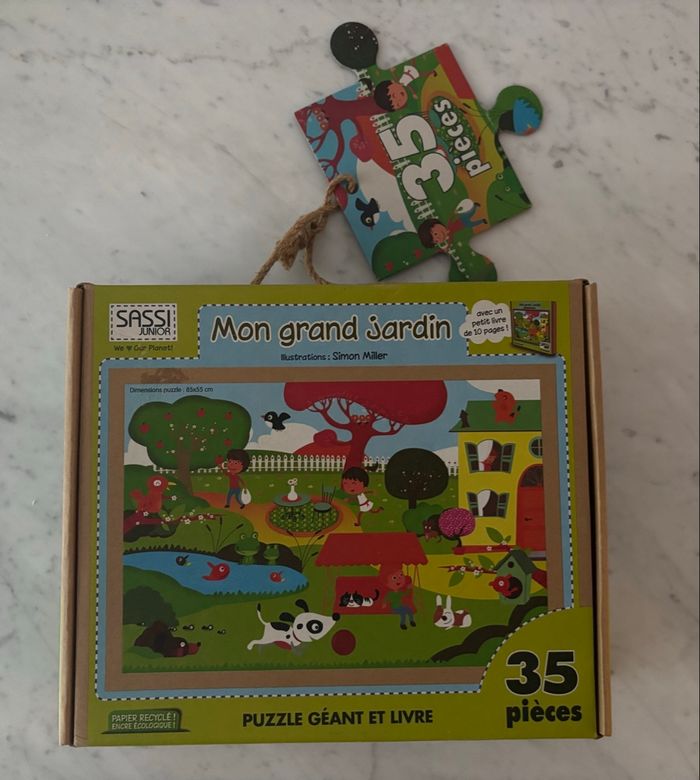 35
pièces
SASSI
JUNIOR
We ♥ Our Planet!
Mon grand jardin
Illustrations : Simon Miller
avec un
petit livre
de 10 pages !
Dimensions puzzle : 85x55 cm
35
pièces
PAPIER RECYCLÉ !
ENCRE ÉCOLOGIQUE !
PUZZLE GÉANT ET LIVRE